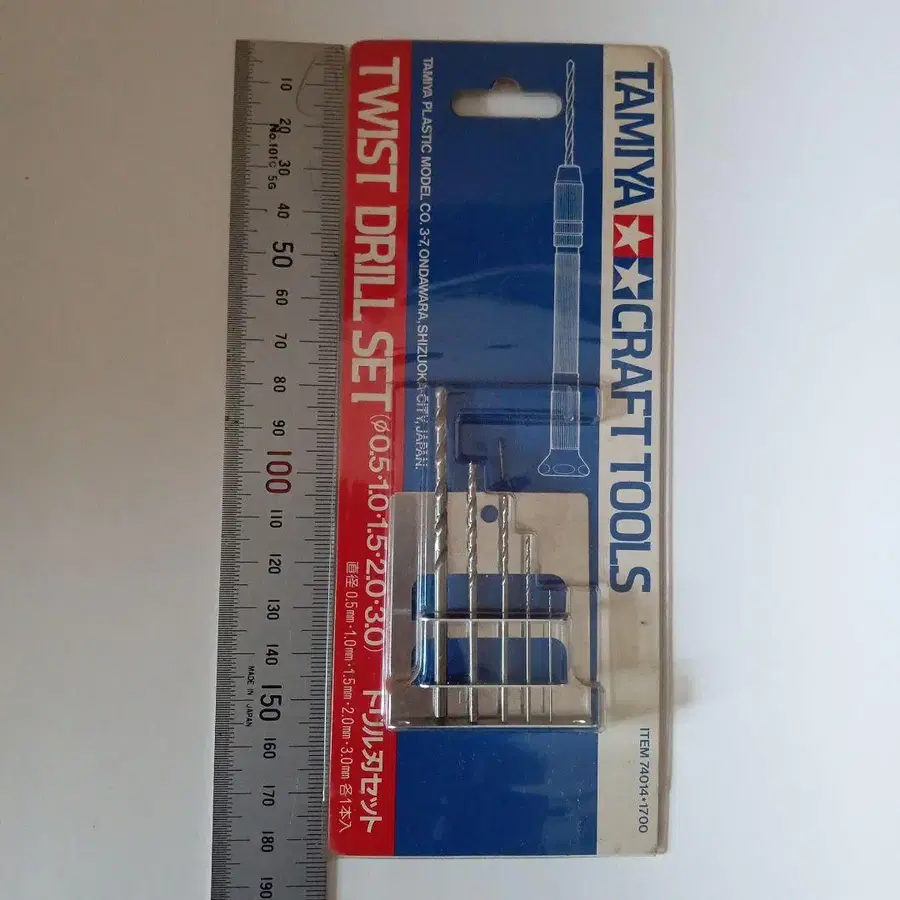 TAMIYA CRAFT TOOLS
ITEM 74014•1700
TAMIYA PLASTIC MODEL CO. 3-7, ONDAWARA, SHIZUOKA-CITY, JAPAN.
TWIST DRILL SET (φ0.5·1.0·1.5·2.0·3.0) ドリル刃セット
直径 0.5mm・1.0mm・1.5mm・2.0mm・3.0mm 各1本入
10 20 30 40 50 60 70 80 90 100 110 120 130 140 150 160 170 180 190
MADE IN JAPAN